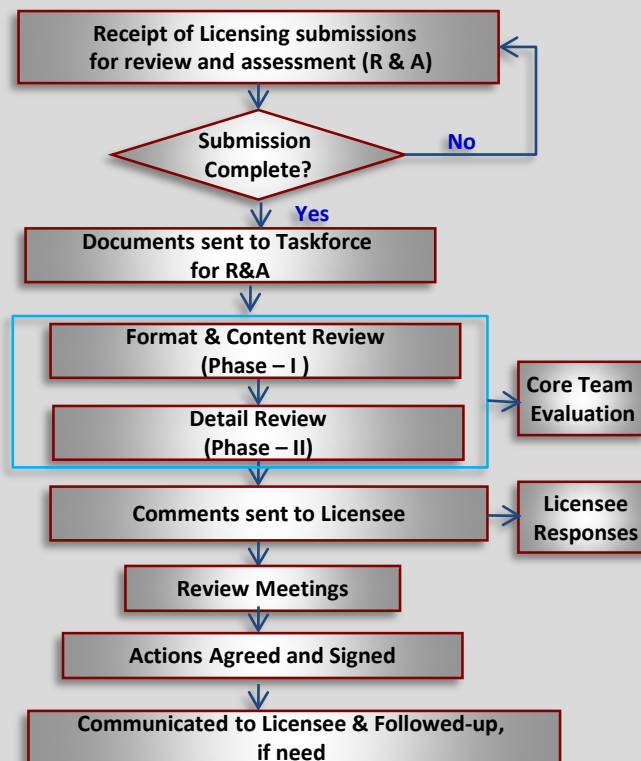 Receipt of Licensing submissions
for review and assessment (R & A)
Submission
Complete?
No
Yes
Documents sent to Taskforce
for R&A
Format & Content Review
(Phase – I )
Detail Review
(Phase – II)
Core Team
Evaluation
Comments sent to Licensee
Licensee
Responses
Review Meetings
Actions Agreed and Signed
Communicated to Licensee & Followed-up,
if need